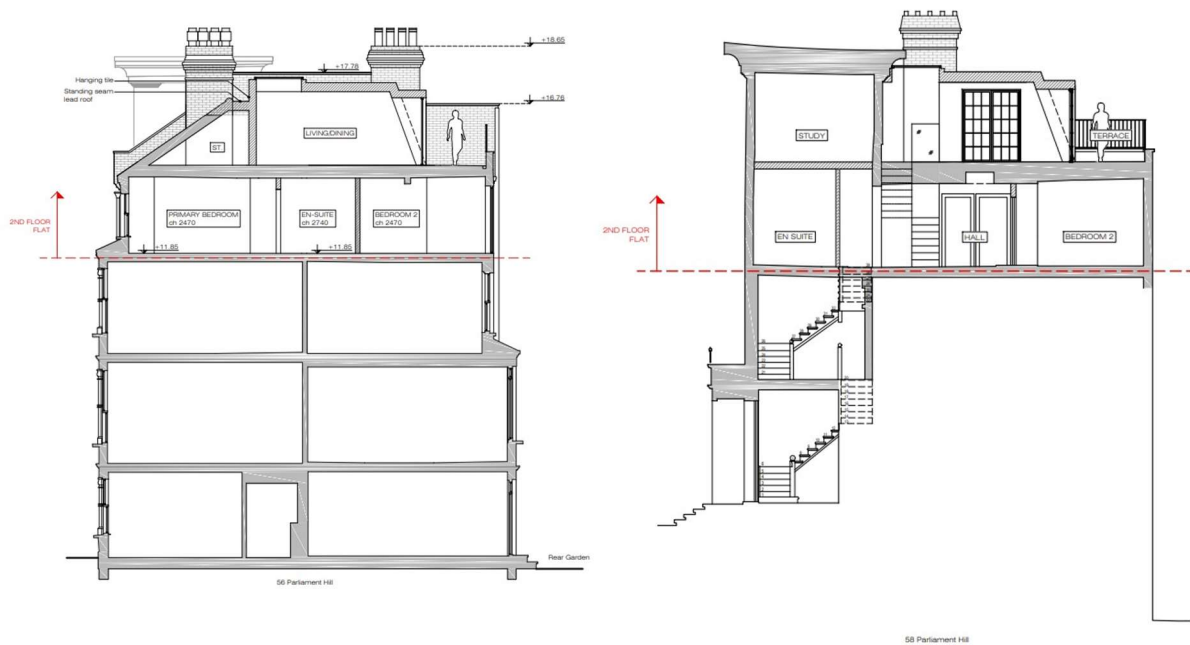 +18.65
+17.78
+16.76
Hanging tile
Standing seam
lead roof
LIVING/DINING
ST
2ND FLOOR
FLAT
PRIMARY BEDROOM
ch 2470
EN-SUITE
ch 2740
BEDROOM 2
ch 2470
+11.85
+11.85
Rear Garden
56 Parliament Hill
STUDY
TERRACE
2ND FLOOR
FLAT
EN SUITE
HALL
BEDROOM 2
58 Parliament Hill